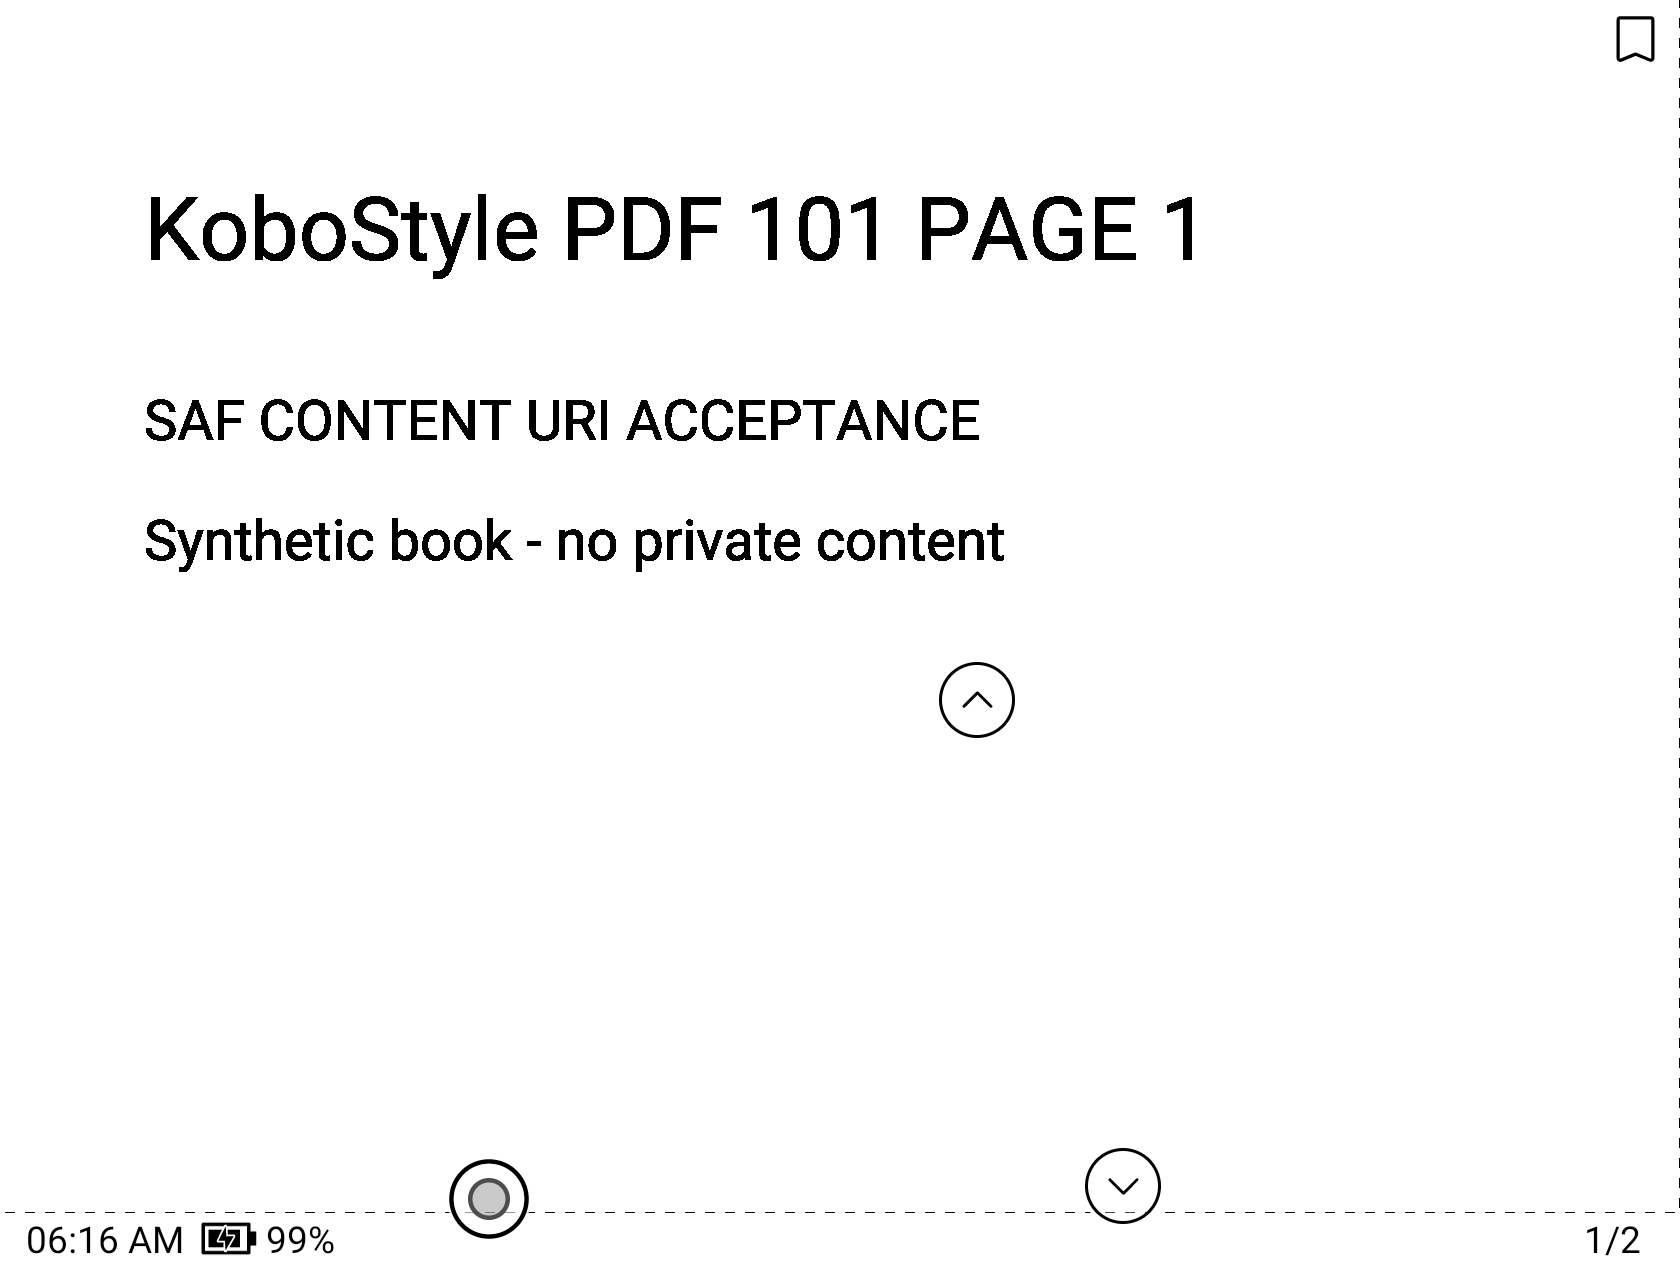 KoboStyle PDF 101 PAGE 1
SAF CONTENT URI ACCEPTANCE
Synthetic book - no private content
06:16 AM 99% 1/2